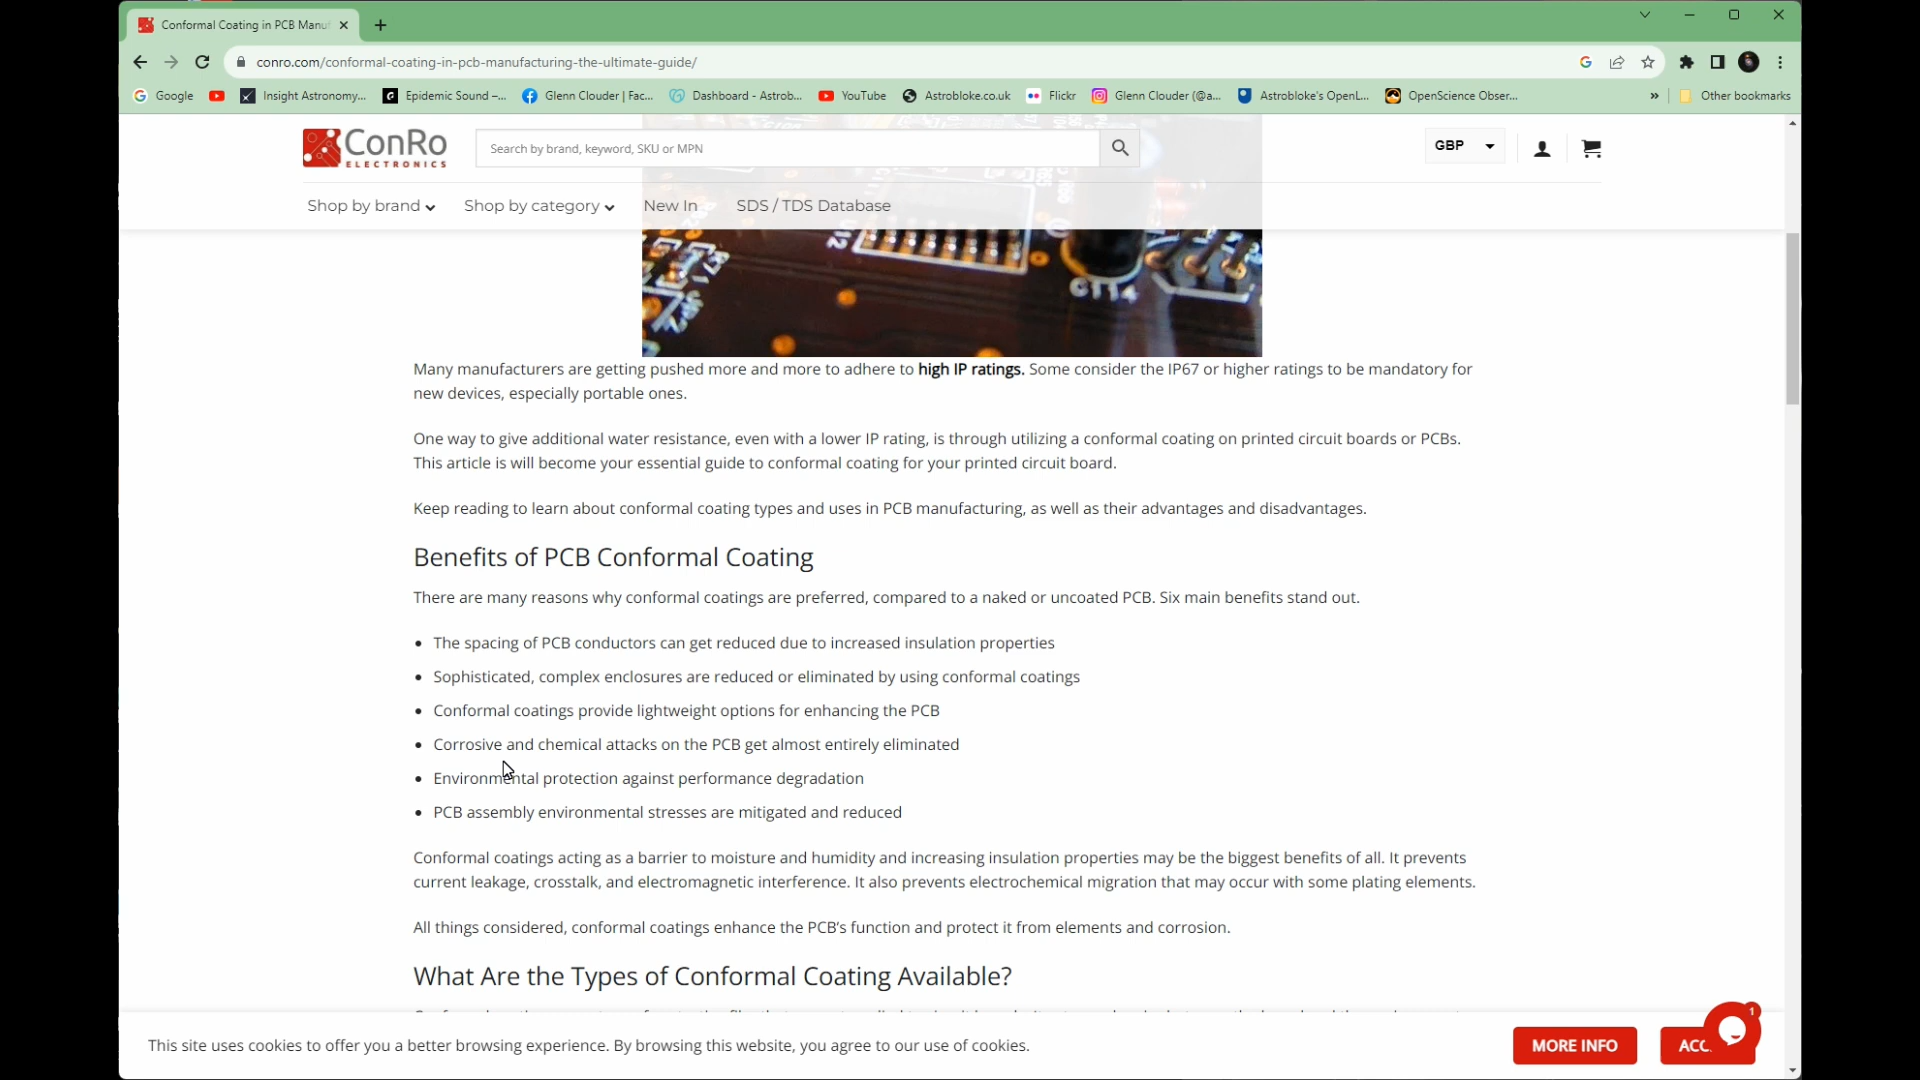 Conformal Coating in PCB Manuf
conro.com/conformal-coating-in-pcb-manufacturing-the-ultimate-guide/
Google
Insight Astronomy...
Epidemic Sound –...
Glenn Clouder | Fac...
Dashboard - Astrob...
YouTube
Astrobloke.co.uk
Flickr
Glenn Clouder (@a...
Astrobloke's OpenL...
OpenScience Obser...
»
Other bookmarks
ConRo
ELECTRONICS
Search by brand, keyword, SKU or MPN
GBP
Shop by brand
Shop by category
New In
SDS / TDS Database
U12
C114
Many manufacturers are getting pushed more and more to adhere to high IP ratings. Some consider the IP67 or higher ratings to be mandatory for
new devices, especially portable ones.
One way to give additional water resistance, even with a lower IP rating, is through utilizing a conformal coating on printed circuit boards or PCBs.
This article is will become your essential guide to conformal coating for your printed circuit board.
Keep reading to learn about conformal coating types and uses in PCB manufacturing, as well as their advantages and disadvantages.
Benefits of PCB Conformal Coating
There are many reasons why conformal coatings are preferred, compared to a naked or uncoated PCB. Six main benefits stand out.
• The spacing of PCB conductors can get reduced due to increased insulation properties
• Sophisticated, complex enclosures are reduced or eliminated by using conformal coatings
• Conformal coatings provide lightweight options for enhancing the PCB
• Corrosive and chemical attacks on the PCB get almost entirely eliminated
• Environmental protection against performance degradation
• PCB assembly environmental stresses are mitigated and reduced
Conformal coatings acting as a barrier to moisture and humidity and increasing insulation properties may be the biggest benefits of all. It prevents
current leakage, crosstalk, and electromagnetic interference. It also prevents electrochemical migration that may occur with some plating elements.
All things considered, conformal coatings enhance the PCB's function and protect it from elements and corrosion.
What Are the Types of Conformal Coating Available?
This site uses cookies to offer you a better browsing experience. By browsing this website, you agree to our use of cookies.
MORE INFO
ACC
1